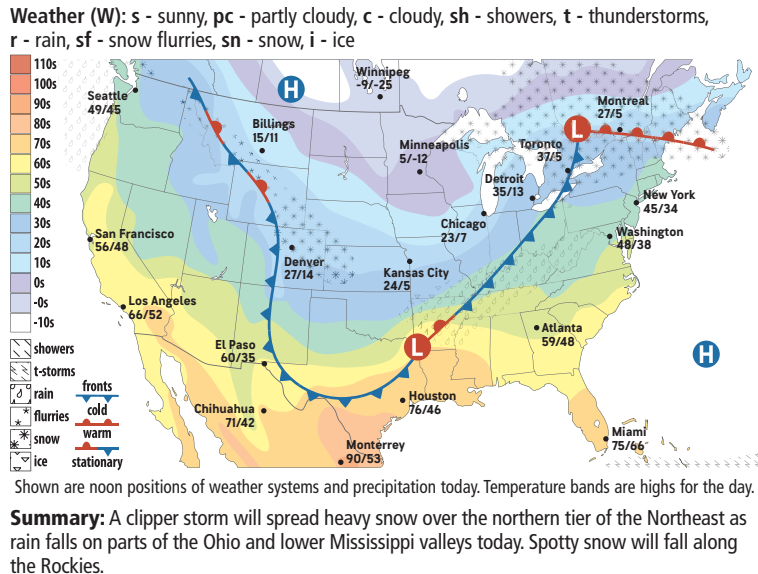 Weather (W): s - sunny, pc - partly cloudy, c - cloudy, sh - showers, t - thunderstorms,
r - rain, sf - snow flurries, sn - snow, i - ice
110s
100s
90s
80s
70s
60s
50s
40s
30s
20s
10s
0s
-0s
-10s
showers
t-storms
rain
flurries
snow
ice
fronts
cold
warm
stationary
Seattle
49/45
H
Winnipeg
-9/-25
Billings
15/11
Minneapolis
5/-12
Montreal
27/5
L
Toronto
37/5
Detroit
35/13
New York
45/34
Chicago
23/7
Washington
48/38
San Francisco
56/48
Denver
27/14
Kansas City
24/5
Los Angeles
66/52
El Paso
60/35
L
Atlanta
59/48
H
Chihuahua
71/42
Houston
76/46
Monterrey
90/53
Miami
75/66
Shown are noon positions of weather systems and precipitation today. Temperature bands are highs for the day.
Summary: A clipper storm will spread heavy snow over the northern tier of the Northeast as
rain falls on parts of the Ohio and lower Mississippi valleys today. Spotty snow will fall along
the Rockies.